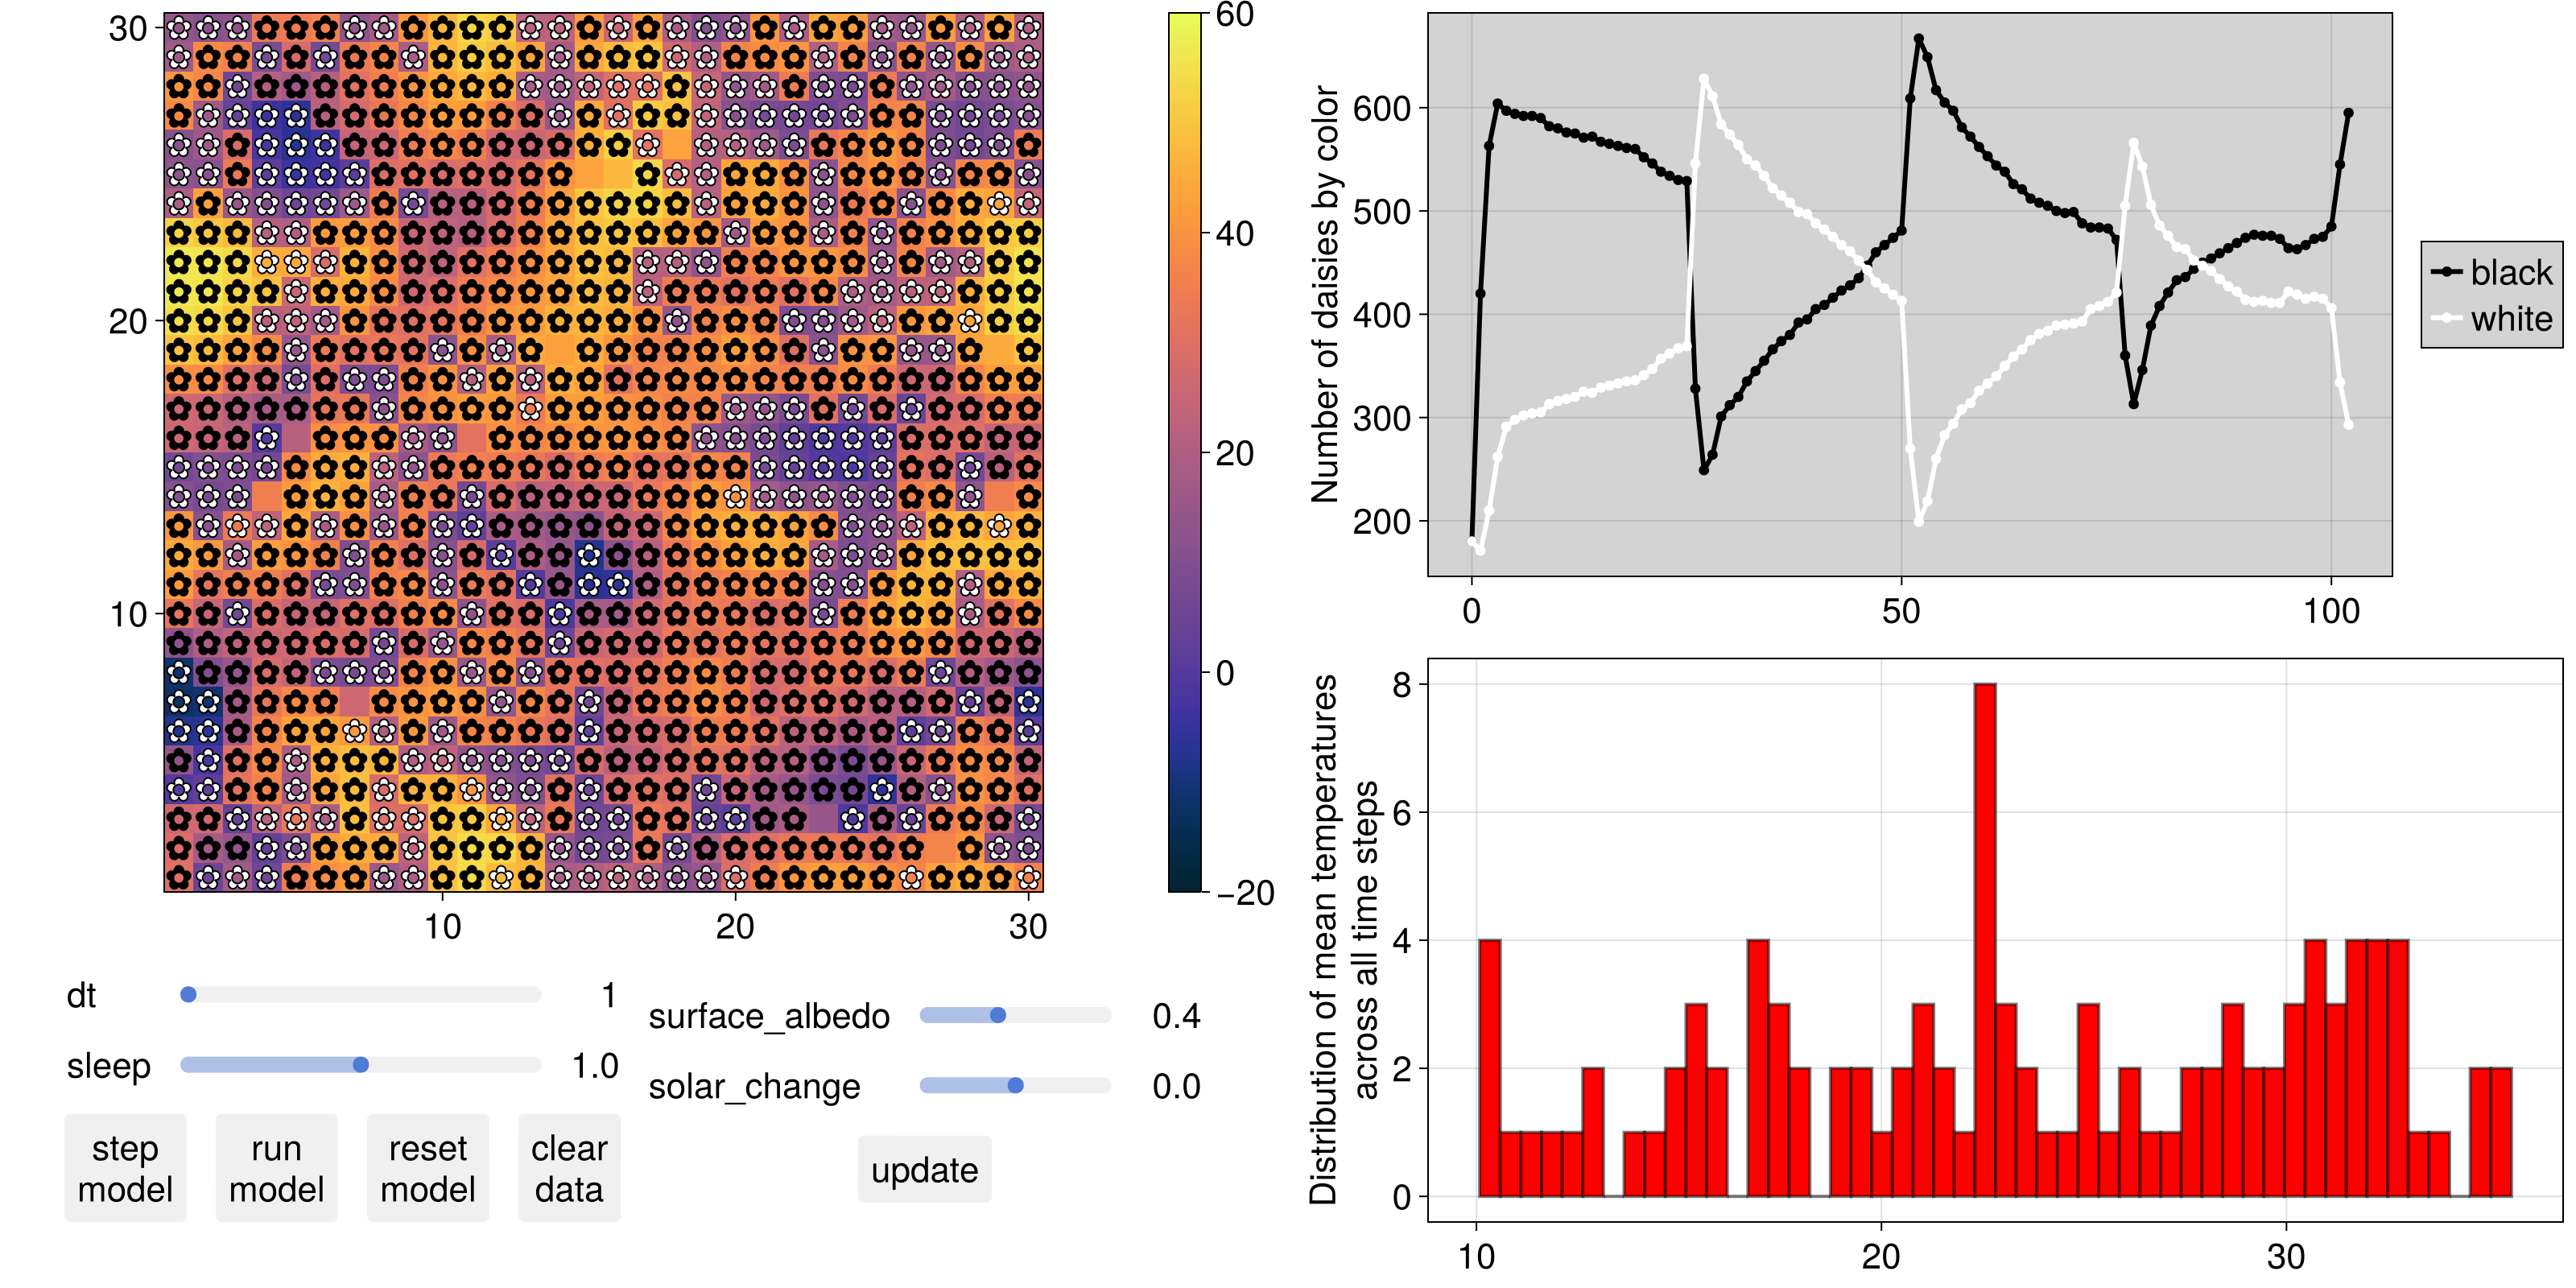 30
20
10
10
20
30
60
40
20
0
−20
Number of daisies by color
600
500
400
300
200
0
50
100
black
white
Distribution of mean temperatures
across all time steps
8
6
4
2
0
10
20
30
dt
1
sleep
1.0
surface_albedo
0.4
solar_change
0.0
step
model
run
model
reset
model
clear
data
update